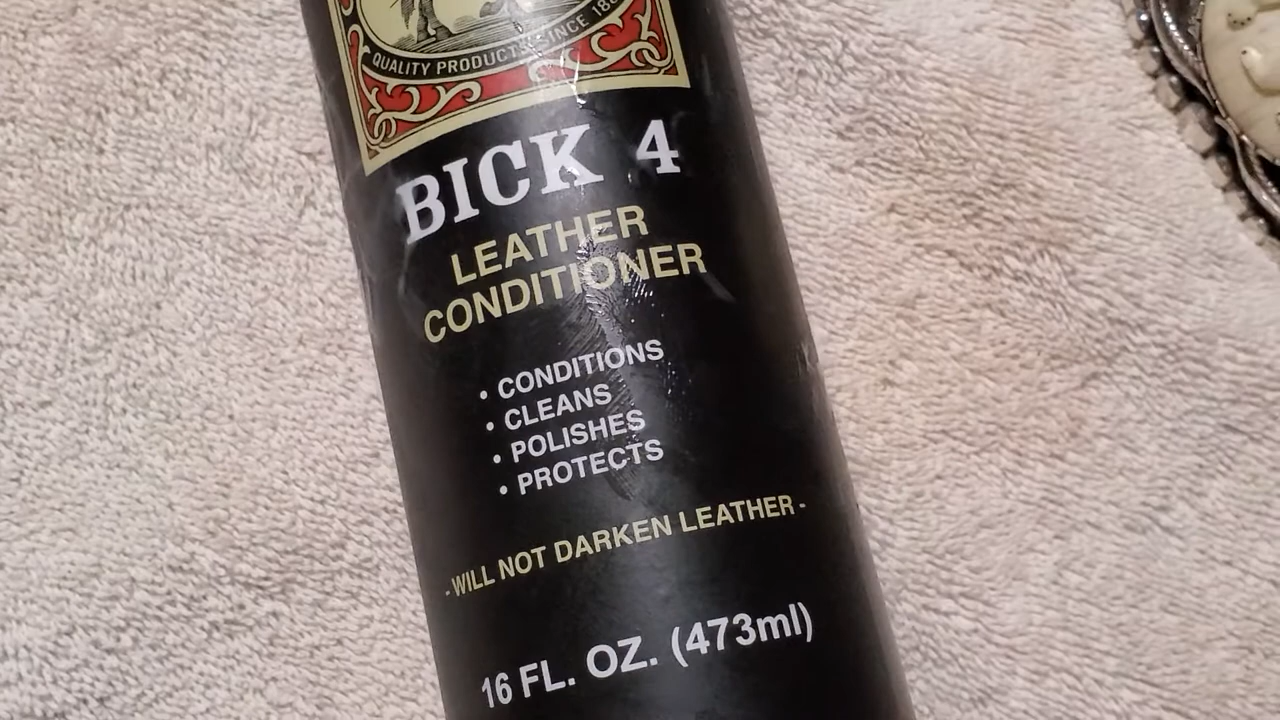 QUALITY PRODUCTS SINCE
BICK 4
LEATHER
CONDITIONER
• CONDITIONS
• CLEANS
• POLISHES
• PROTECTS
-WILL NOT DARKEN LEATHER-
16 FL. OZ. (473ml)